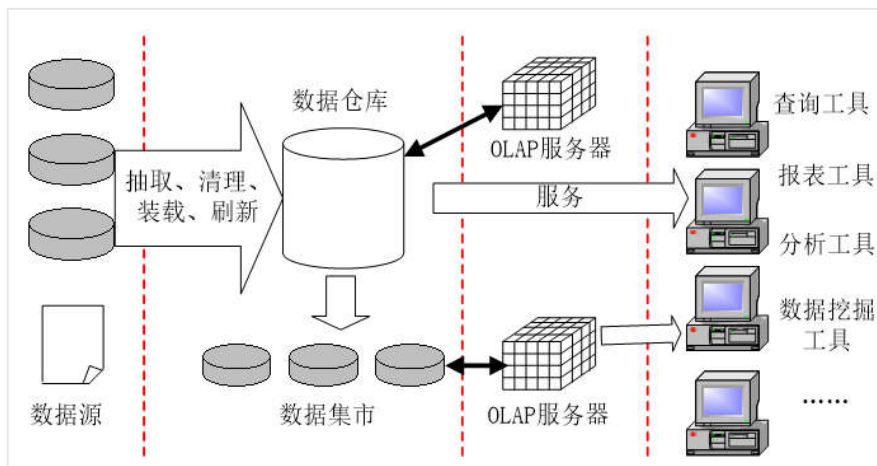 数据仓库
抽取、清理、
装载、刷新
数据源
数据集市
OLAP服务器
服务
OLAP服务器
查询工具
报表工具
分析工具
数据挖掘
工具
……